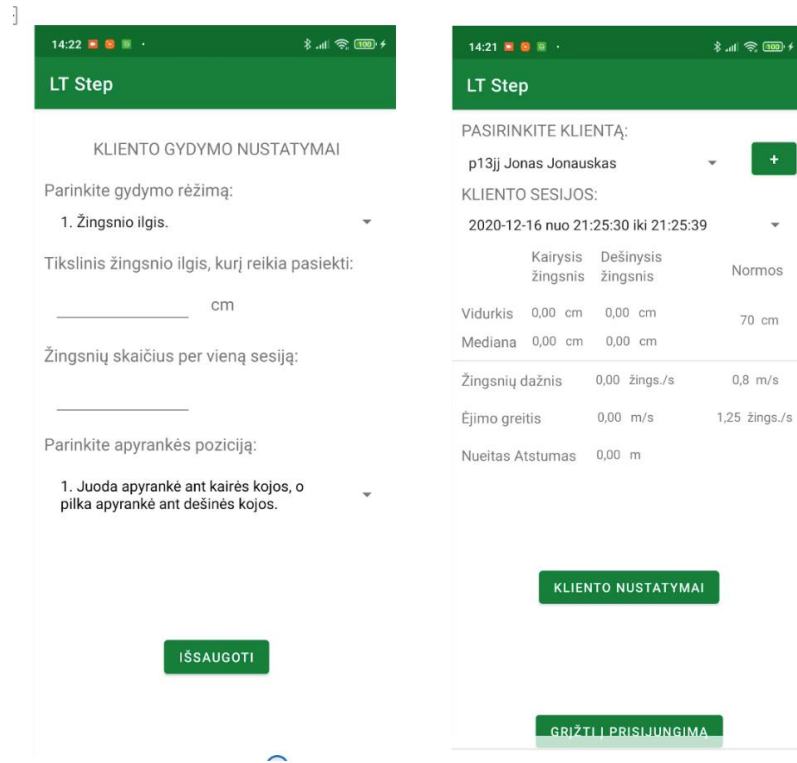 14:22
100
LT Step
KLIENTO GYDYMO NUSTATYMAI
Parinkite gydymo rėžimą:
1. Žingsnio ilgis.
Tikslinis žingsnio ilgis, kurį reikia pasiekti:
cm
Žingsnių skaičius per vieną sesiją:
Parinkite apyrankės poziciją:
1. Juoda apyrankė ant kairės kojos, o
pilka apyrankė ant dešinės kojos.
IŠSAUGOTI
14:21
100
LT Step
PASIRINKITE KLIENTĄ:
p13jj Jonas Jonauskas
+
KLIENTO SESIJOS:
2020-12-16 nuo 21:25:30 iki 21:25:39
Kairysis žingsnis Dešinysis žingsnis Normos
Vidurkis 0,00 cm 0,00 cm 70 cm
Mediana 0,00 cm 0,00 cm
Žingsnių dažnis 0,00 žings./s 0,8 m/s
Ėjimo greitis 0,00 m/s 1,25 žings./s
Nueitas Atstumas 0,00 m
KLIENTO NUSTATYMAI
GRIŽTI Į PRISIJUNGIMĄ